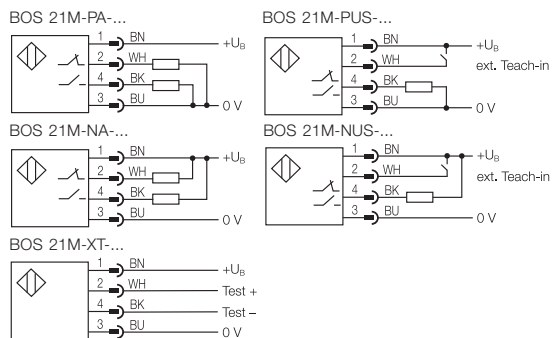 BOS 21M-PA-...
1 BN +UB
2 WH
4 BK
3 BU 0 V
BOS 21M-PUS-...
1 BN +UB
2 WH ext. Teach-in
4 BK
3 BU 0 V
BOS 21M-NA-...
1 BN +UB
2 WH
4 BK
3 BU 0 V
BOS 21M-NUS-...
1 BN +UB
2 WH ext. Teach-in
4 BK
3 BU 0 V
BOS 21M-XT-...
1 BN +UB
2 WH Test +
4 BK Test –
3 BU 0 V